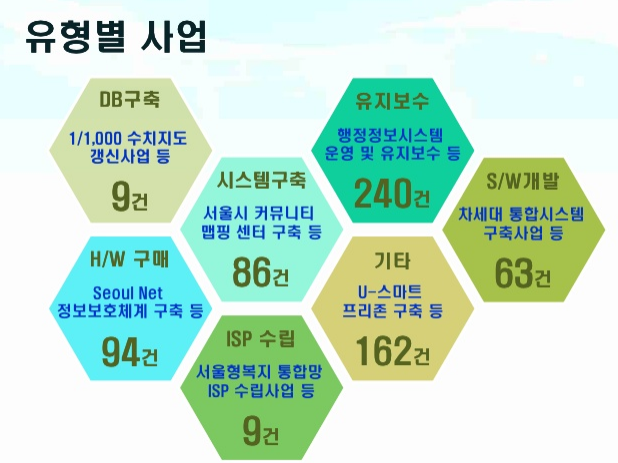 유형별 사업
DB구축
1/1,000 수치지도
갱신사업 등
9건
유지보수
행정정보시스템
운영 및 유지보수 등
240건
시스템구축
서울시 커뮤니티
맵핑 센터 구축 등
86건
S/W개발
차세대 통합시스템
구축사업 등
63건
H/W 구매
Seoul Net
정보보호체계 구축 등
94건
기타
U-스마트
프리존 구축 등
162건
ISP 수립
서울형복지 통합망
ISP 수립사업 등
9건